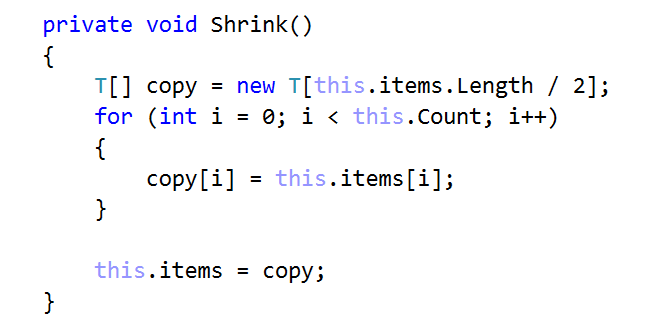 private void Shrink()
{
    T[] copy = new T[this.items.Length / 2];
    for (int i = 0; i < this.Count; i++)
    {
        copy[i] = this.items[i];
    }

    this.items = copy;
}